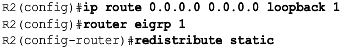 R2(config)#ip route 0.0.0.0 0.0.0.0 loopback 1
R2(config)#router eigrp 1
R2(config-router)#redistribute static